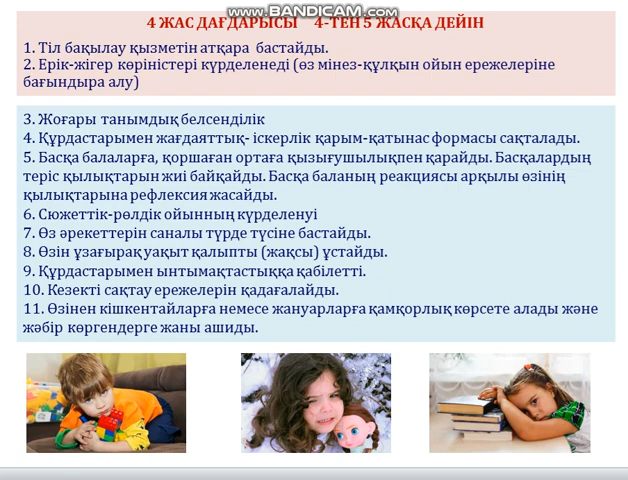 www.BANDICAM.com
4 ЖАС ДАҒДАРЫСЫ 4-ТЕН 5 ЖАСҚА ДЕЙІН
1. Тіл бақылау қызметін атқара бастайды.
2. Ерік-жігер көріністері күрделенеді (өз мінез-құлқын ойын ережелеріне
бағындыра алу)
3. Жоғары танымдық белсенділік
4. Құрдастарымен жағдаяттық- іскерлік қарым-қатынас формасы сақталады.
5. Басқа балаларға, қоршаған ортаға қызығушылықпен қарайды. Басқалардың
теріс қылықтарын жиі байқайды. Басқа баланың реакциясы арқылы өзінің
қылықтарына рефлексия жасайды.
6. Сюжеттік-рөлдік ойынның күрделенуі
7. Өз әрекеттерін саналы түрде түсіне бастайды.
8. Өзін ұзағырақ уақыт қалыпты (жақсы) ұстайды.
9. Құрдастарымен ынтымақтастыққа қабілетті.
10. Кезекті сақтау ережелерін қадағалайды.
11. Өзінен кішкентайларға немесе жануарларға қамқорлық көрсете алады және
жәбір көргендерге жаны ашиды.